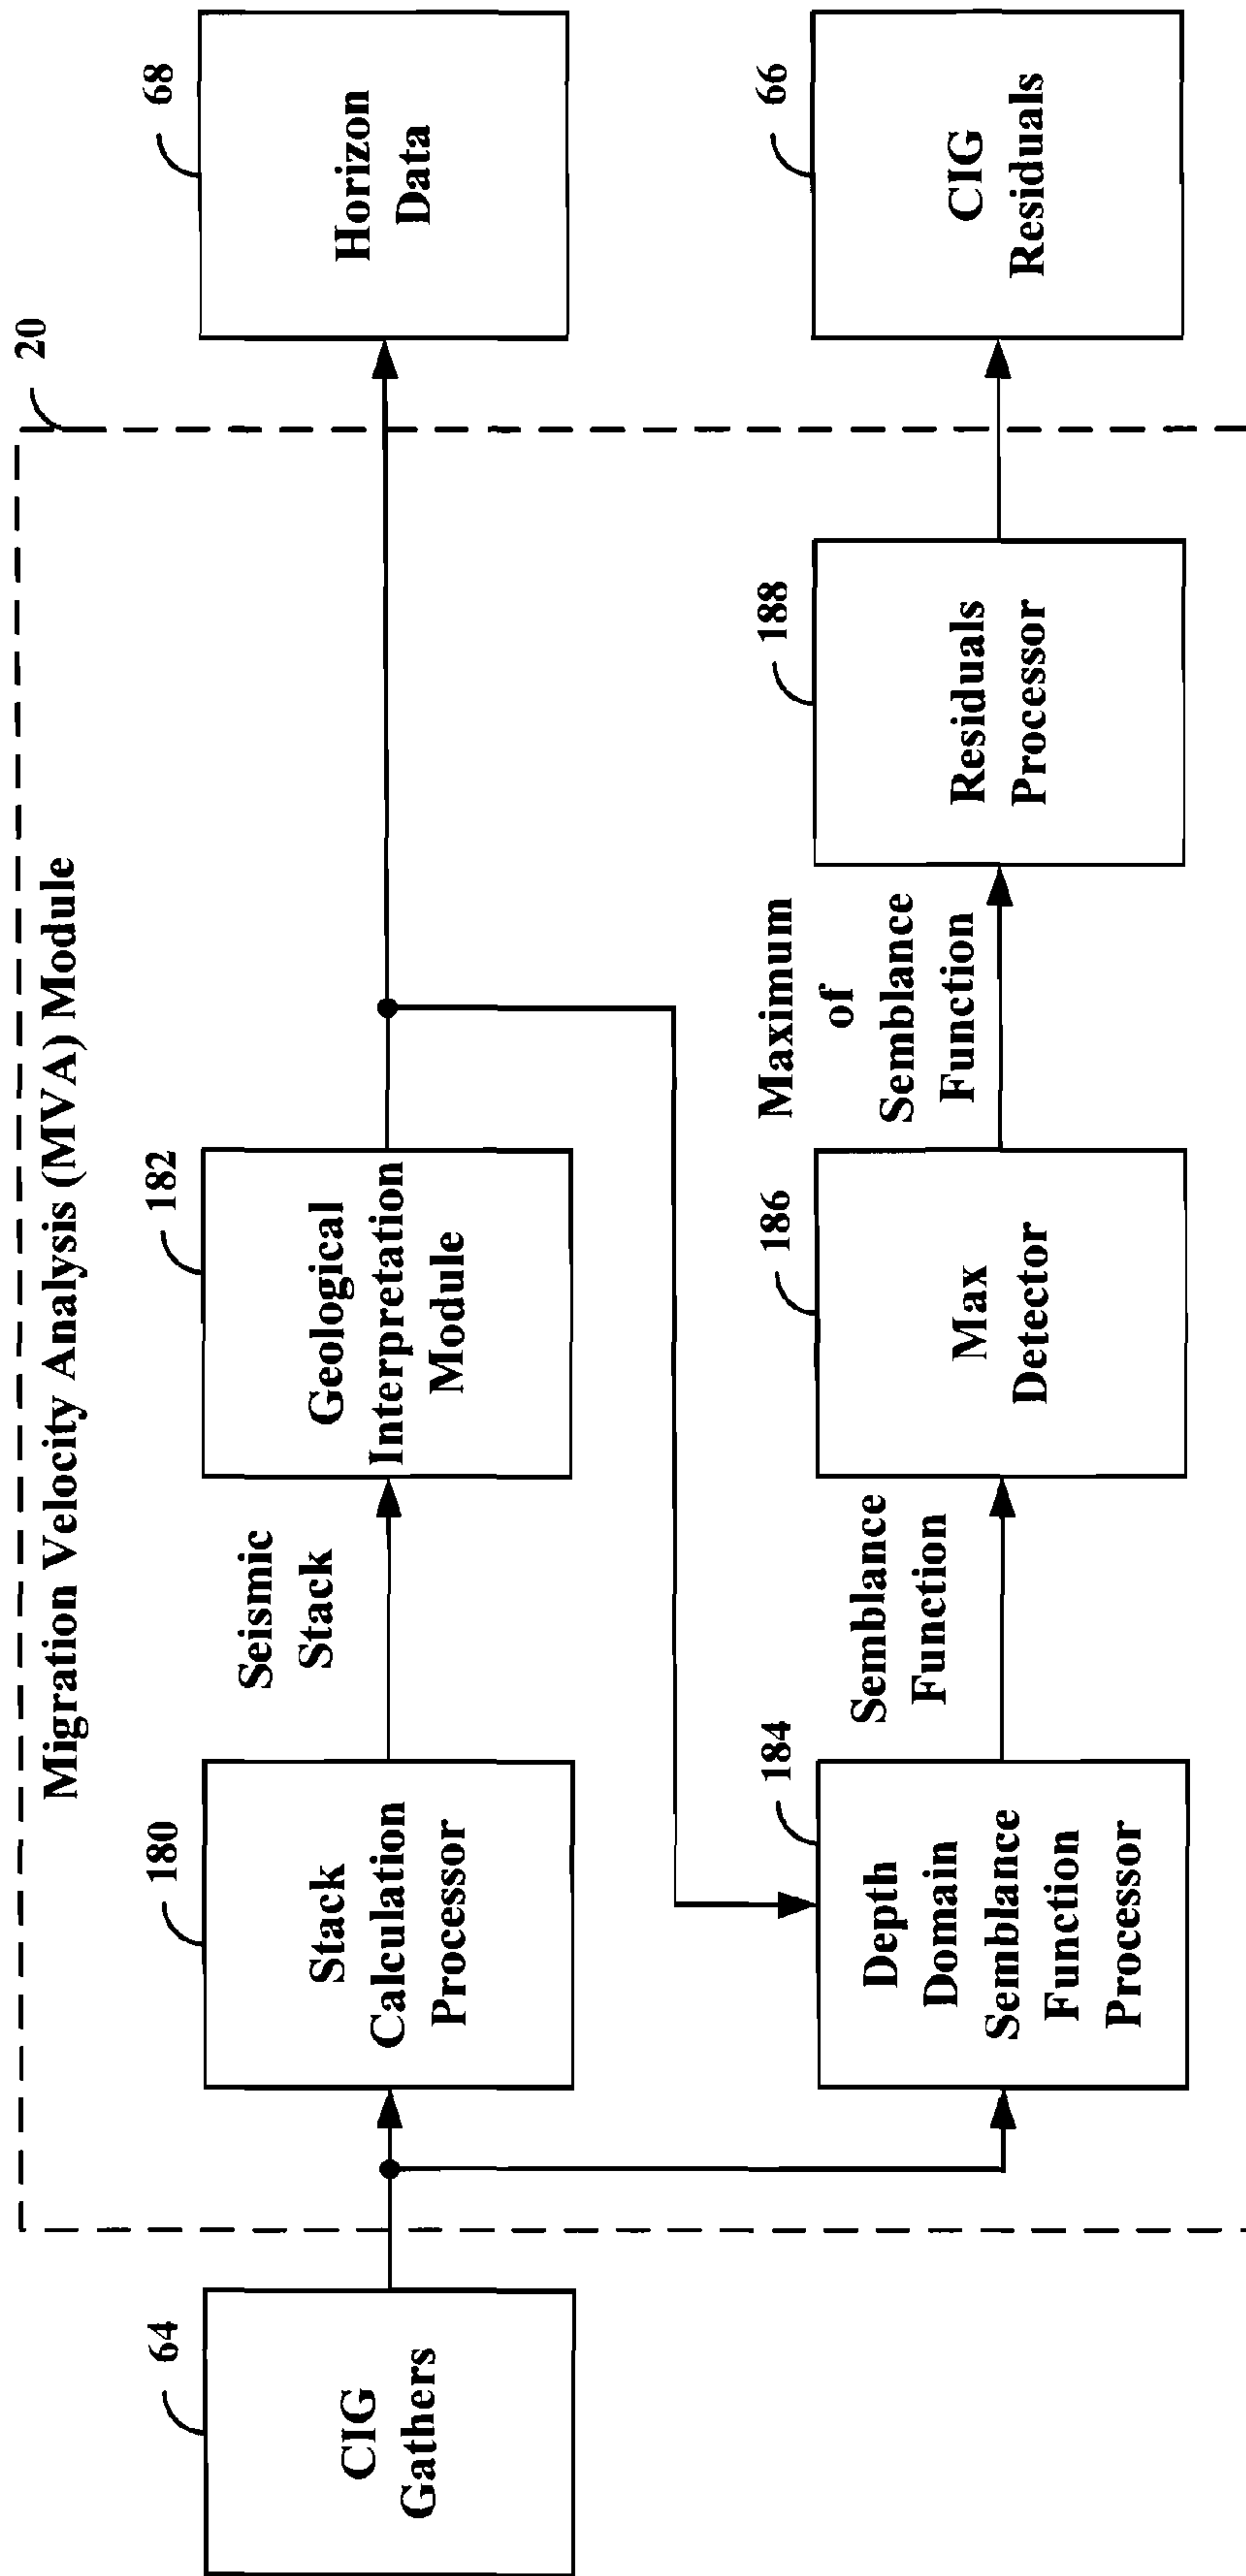 Migration Velocity Analysis (MVA) Module
20
64
CIG
Gathers
180
Stack
Calculation
Processor
Seismic
Stack
182
Geological
Interpretation
Module
68
Horizon
Data
184
Depth
Domain
Semblance
Function
Processor
Semblance
Function
186
Max
Detector
Maximum
of
Semblance
Function
188
Residuals
Processor
66
CIG
Residuals